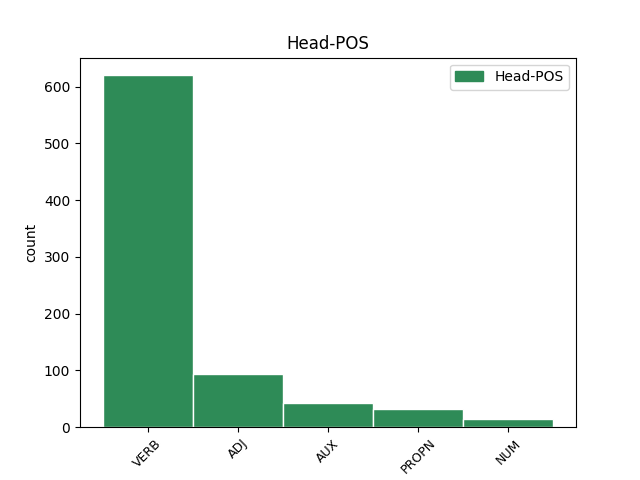 Head-POS
Head-POS
600
500
400
300
200
100
0
count
VERB
ADJ
AUX
PROPN
NUM